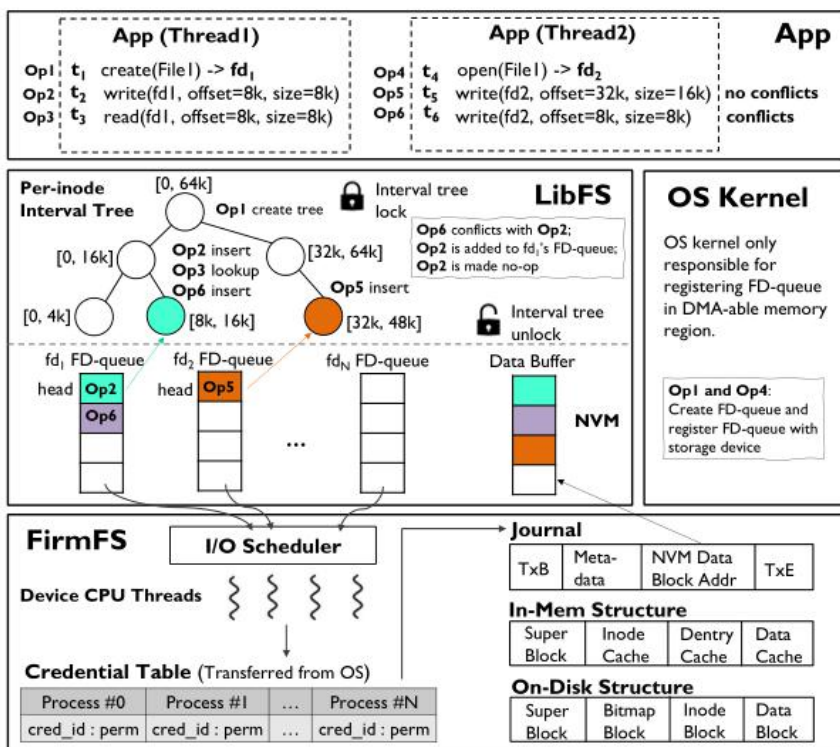 App
App (Thread1)
Op1 t1 create(File1) -> fd1
Op2 t2 write(fd1, offset=8k, size=8k)
Op3 t3 read(fd1, offset=8k, size=8k)
App (Thread2)
Op4 t4 open(File1) -> fd2
Op5 t5 write(fd2, offset=32k, size=16k) no conflicts
Op6 t6 write(fd2, offset=8k, size=8k) conflicts
LibFS
Per-inode
Interval Tree
[0, 64k]
Op1 create tree
Interval tree
lock
Op6 conflicts with Op2;
Op2 is added to fd1's FD-queue;
Op2 is made no-op
[0, 16k]
Op2 insert
Op3 lookup
Op6 insert
[32k, 64k]
Op5 insert
[0, 4k]
[8k, 16k]
[32k, 48k]
Interval tree
unlock
fd1 FD-queue
head
Op2
Op6
fd2 FD-queue
head
Op5
...
fdN FD-queue
Data Buffer
NVM
OS Kernel
OS kernel only
responsible for
registering FD-queue
in DMA-able memory
region.
Op1 and Op4:
Create FD-queue and
register FD-queue with
storage device
FirmFS
I/O Scheduler
Device CPU Threads
Credential Table (Transferred from OS)
Process #0 Process #1 ... Process #N
cred_id : perm cred_id : perm ... cred_id : perm
Journal
TxB
Meta-
data
NVM Data
Block Addr
TxE
In-Mem Structure
Super
Block
Inode
Cache
Dentry
Cache
Data
Cache
On-Disk Structure
Super
Block
Bitmap
Block
Inode
Block
Data
Block